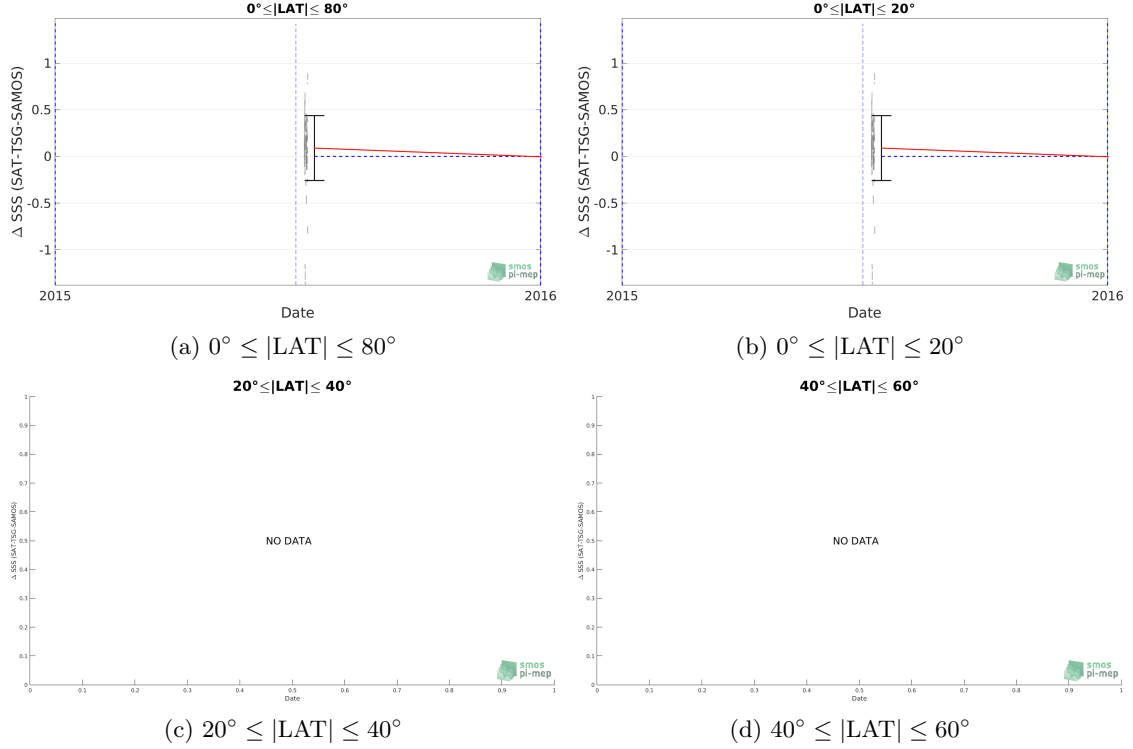 0°≤|LAT|≤ 80°
Δ SSS (SAT-TSG-SAMOS)
1
0.5
0
-0.5
-1
smos
pi-mep
2015
2016
Date
(a) 0° ≤ |LAT| ≤ 80°
0°≤|LAT|≤ 20°
Δ SSS (SAT-TSG-SAMOS)
1
0.5
0
-0.5
-1
smos
pi-mep
2015
2016
Date
(b) 0° ≤ |LAT| ≤ 20°
20°≤|LAT|≤ 40°
Δ SSS (SAT-TSG-SAMOS)
1
0.9
0.8
0.7
0.6
0.5
0.4
0.3
0.2
0.1
0
NO DATA
smos
pi-mep
0 0.1 0.2 0.3 0.4 0.5 0.6 0.7 0.8 0.9 1
Date
(c) 20° ≤ |LAT| ≤ 40°
40°≤|LAT|≤ 60°
Δ SSS (SAT-TSG-SAMOS)
1
0.9
0.8
0.7
0.6
0.5
0.4
0.3
0.2
0.1
0
NO DATA
smos
pi-mep
0 0.1 0.2 0.3 0.4 0.5 0.6 0.7 0.8 0.9 1
Date
(d) 40° ≤ |LAT| ≤ 60°